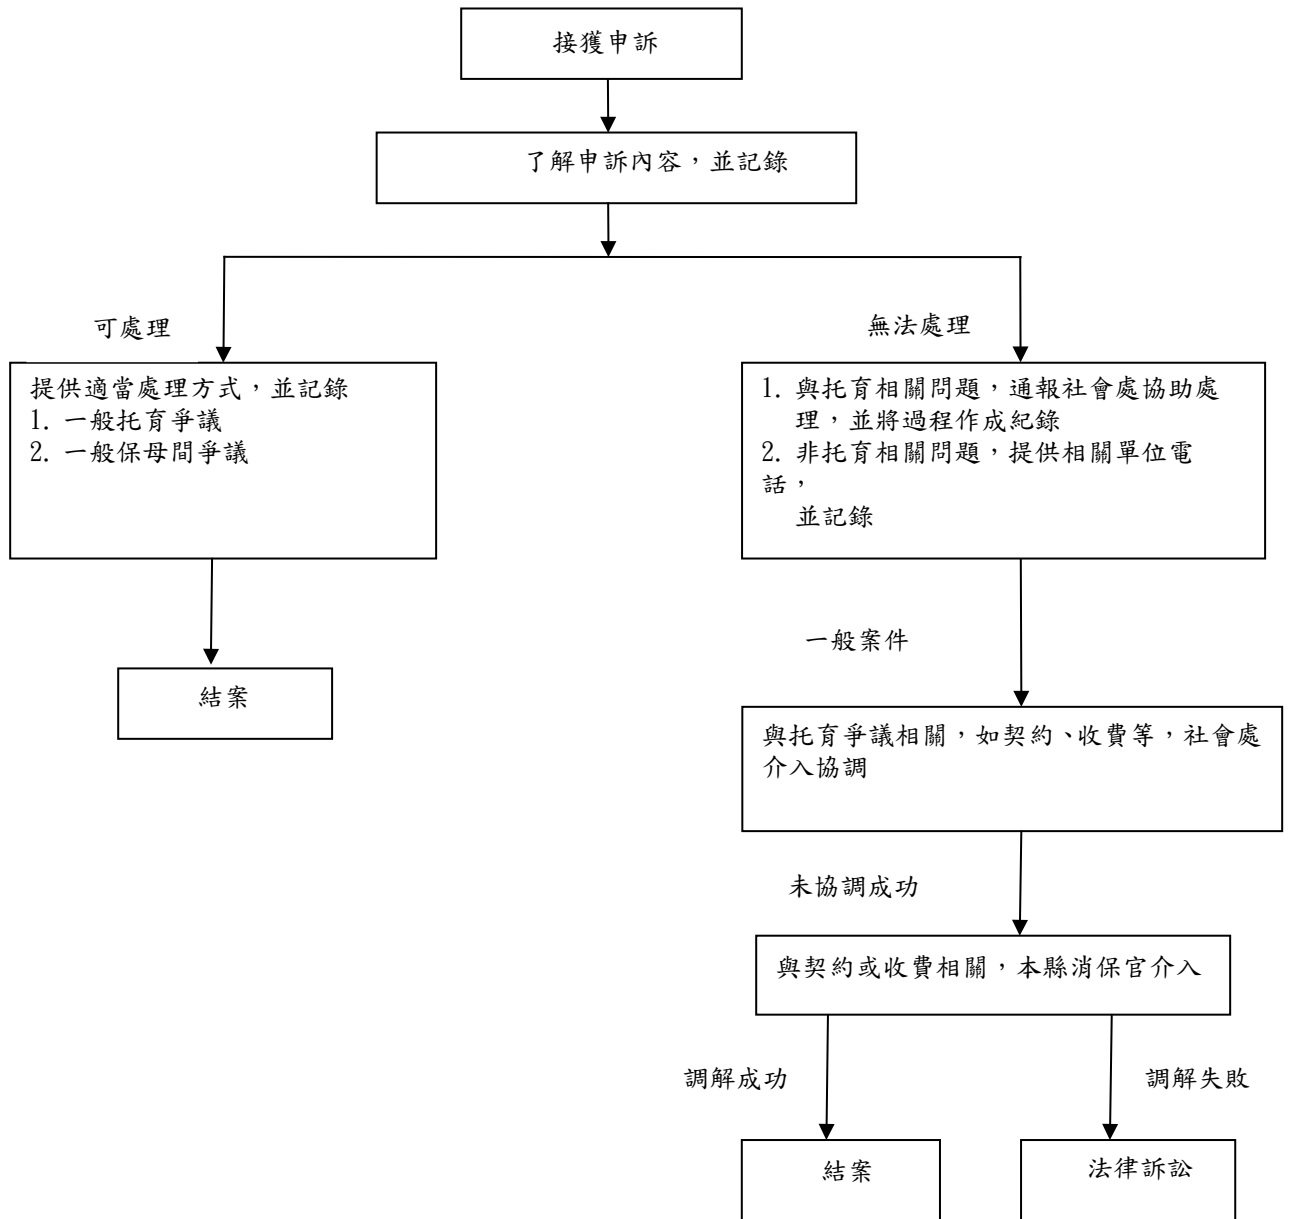 接獲申訴
了解申訴內容，並記錄
可處理
無法處理
提供適當處理方式，並記錄
1. 一般托育爭議
2. 一般保母間爭議
1. 與托育相關問題，通報社會處協助處
理，並將過程作成紀錄
2. 非托育相關問題，提供相關單位電
話，
並記錄
一般案件
結案
與托育爭議相關，如契約、收費等，社會處
介入協調
未協調成功
與契約或收費相關，本縣消保官介入
調解成功
調解失敗
結案
法律訴訟